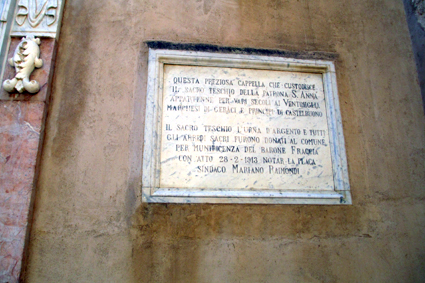 QUESTA PREZIOSA CAPPELLA CHE CUSTODISCE
IL SACRO TESCHIO DELLA PATRONA S. ANNA
APPARTENNE PER VARI SECOLI AI VENTIMIGLIA
MARCHESI DI GERACI E PRINCIPI DI CASTELBUONO
IL SACRO TESCHIO L'URNA D'ARGENTO E TUTTI
GLI ARREDI SACRI FURONO DONATI AL COMUNE
PER MUNIFICENZA DEL BARONE FRAGGIA
CON ATTO 28-2-1913 NOTAR LA PLACA
SINDACO MARIANO RAIMONDI